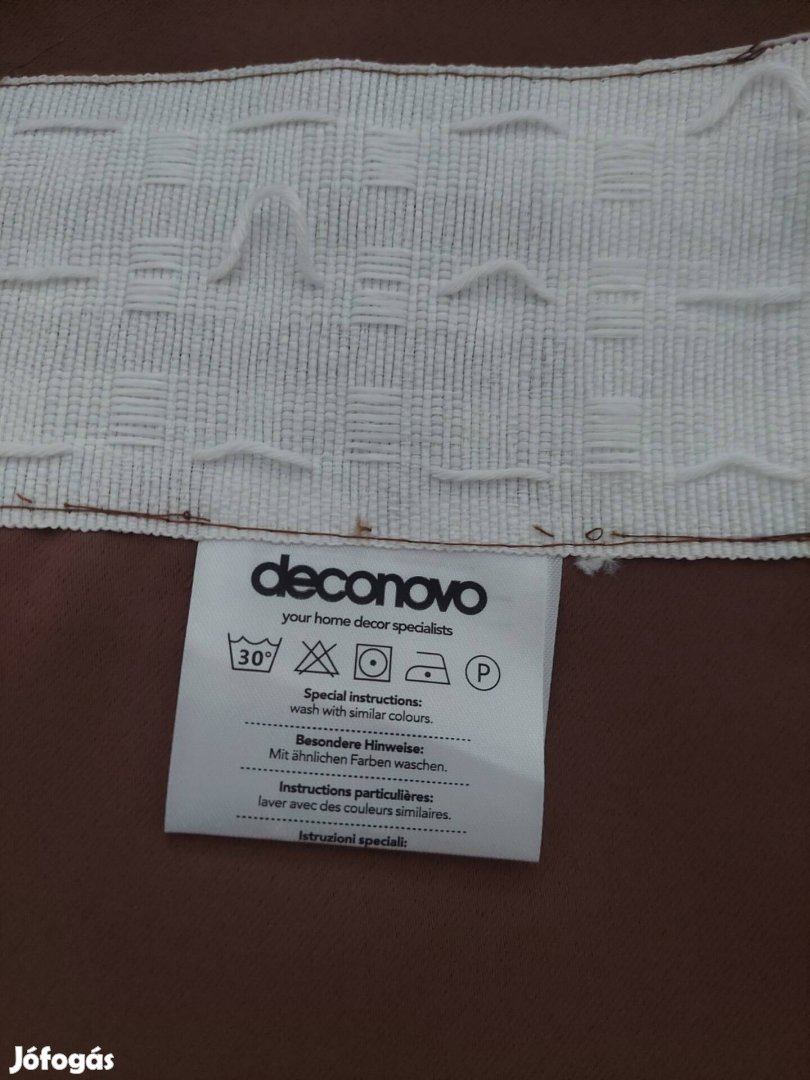 deconovo
your home decor specialists
30° P
Special instructions:
wash with similar colours.
Besondere Hinweise:
Mit ähnlichen Farben waschen.
Instructions particulières:
laver avec des couleurs similaires.
Istruzioni speciali:
Jófogás